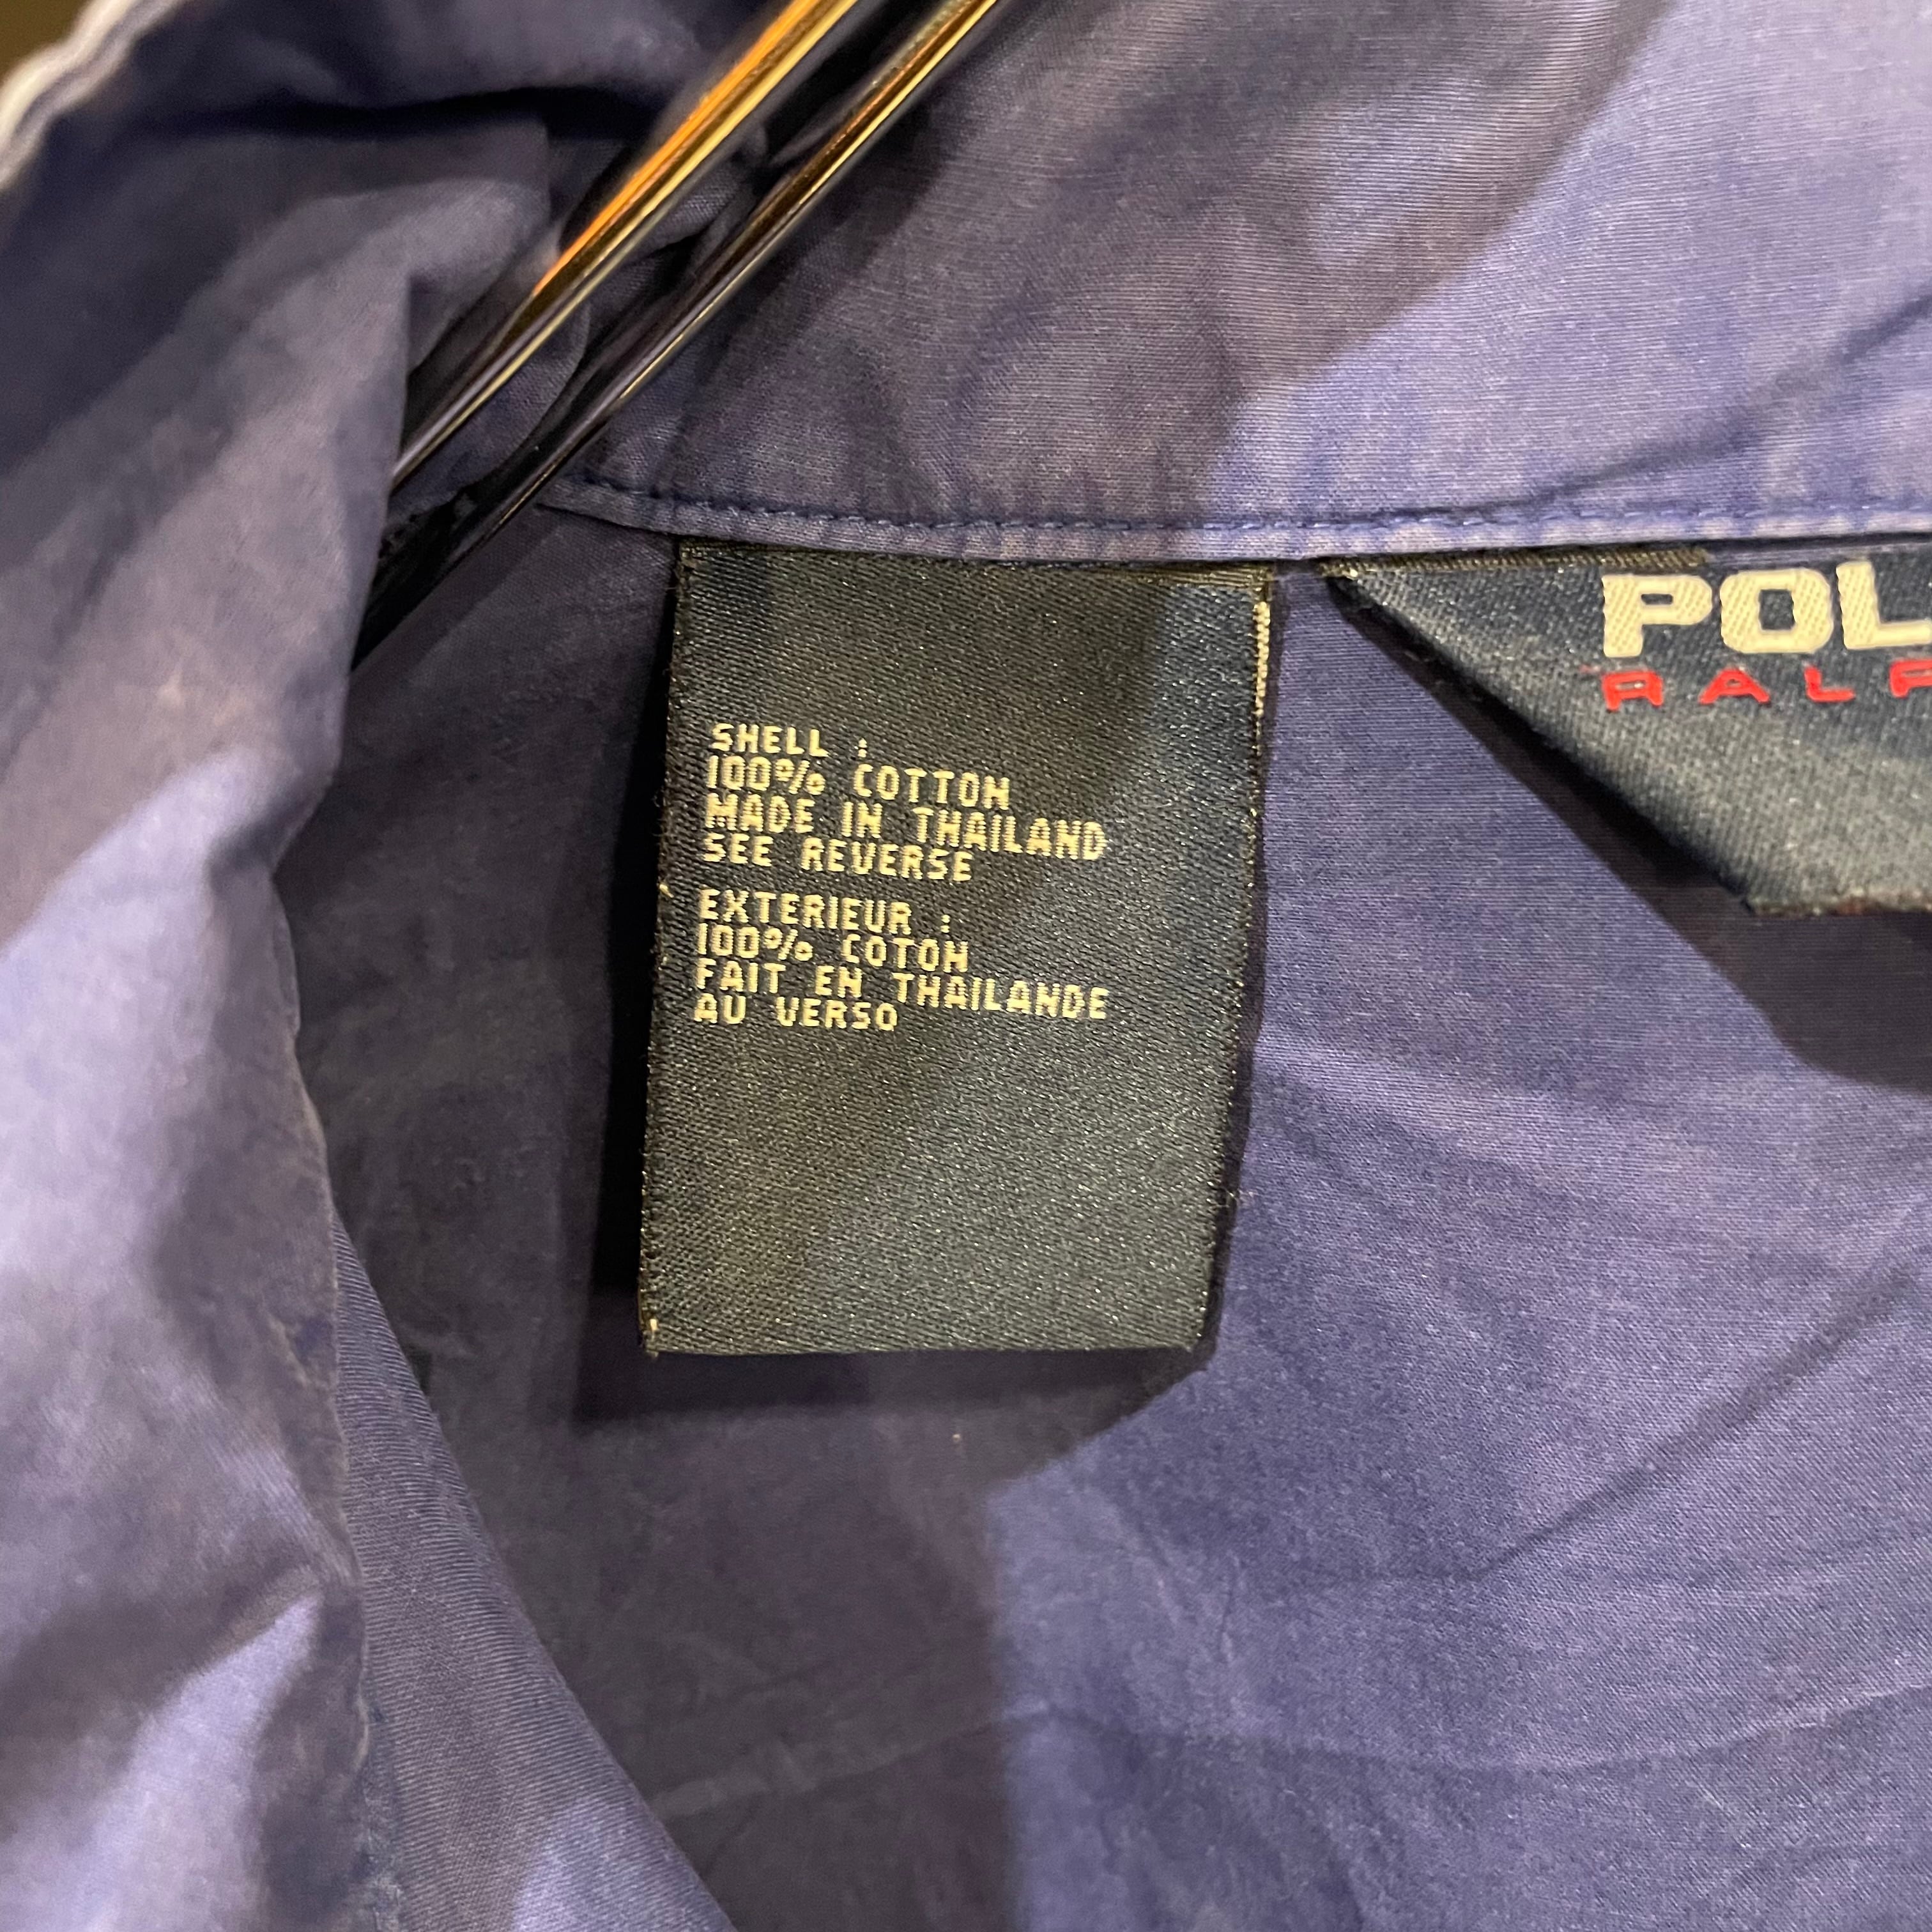 SHELL :
100% COTTON
MADE IN THAILAND
SEE REVERSE
EXTERIEUR :
100% COTON
FAIT EN THAILANDE
AU VERSO
POL
RALP